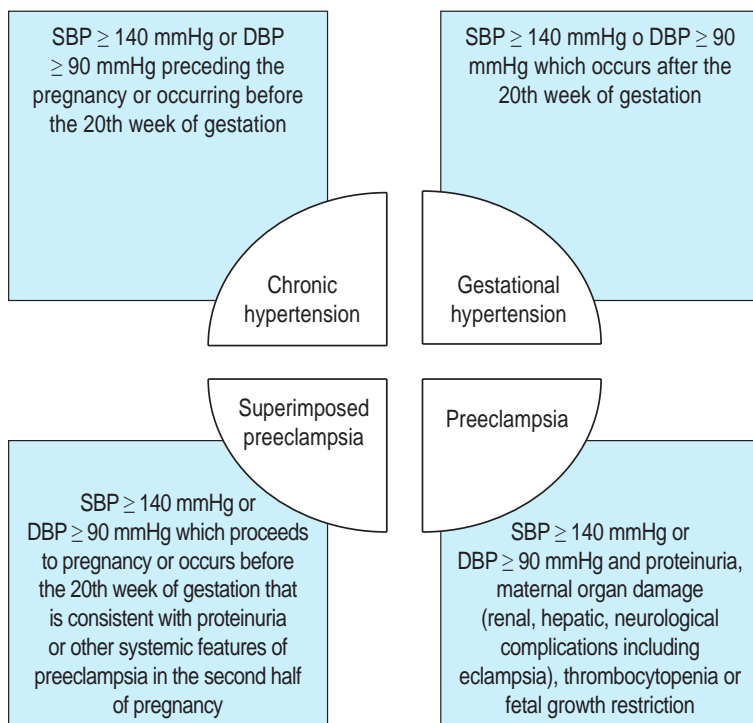 SBP ≥ 140 mmHg or DBP
≥ 90 mmHg preceding the
pregnancy or occurring before
the 20th week of gestation
SBP ≥ 140 mmHg o DBP ≥ 90
mmHg which occurs after the
20th week of gestation
Chronic
hypertension
Gestational
hypertension
Superimposed
preeclampsia
Preeclampsia
SBP ≥ 140 mmHg or
DBP ≥ 90 mmHg which proceeds
to pregnancy or occurs before
the 20th week of gestation that
is consistent with proteinuria
or other systemic features of
preeclampsia in the second half
of pregnancy
SBP ≥ 140 mmHg or
DBP ≥ 90 mmHg and proteinuria,
maternal organ damage
(renal, hepatic, neurological
complications including
eclampsia), thrombocytopenia or
fetal growth restriction